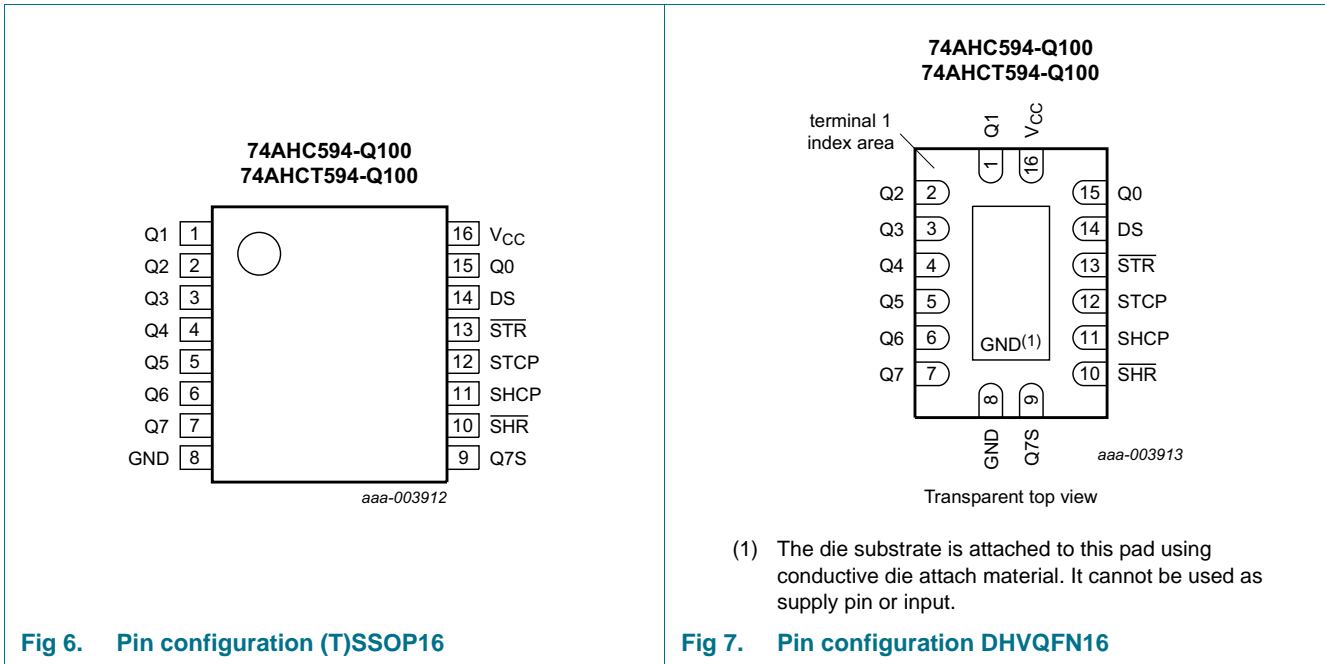 74AHC594-Q100
74AHCT594-Q100
Q1 1
Q2 2
Q3 3
Q4 4
Q5 5
Q6 6
Q7 7
GND 8
16 VCC
15 Q0
14 DS
13 S̅T̅R̅
12 STCP
11 SHCP
10 S̅H̅R̅
9 Q7S
aaa-003912
Fig 6. Pin configuration (T)SSOP16
74AHC594-Q100
74AHCT594-Q100
terminal 1
index area
Q1
VCC
1
16
Q2 2
Q3 3
Q4 4
Q5 5
Q6 6
Q7 7
15 Q0
14 DS
13 S̅T̅R̅
12 STCP
11 SHCP
10 S̅H̅R̅
GND(1)
8
9
GND
Q7S
aaa-003913
Transparent top view
(1) The die substrate is attached to this pad using
conductive die attach material. It cannot be used as
supply pin or input.
Fig 7. Pin configuration DHVQFN16